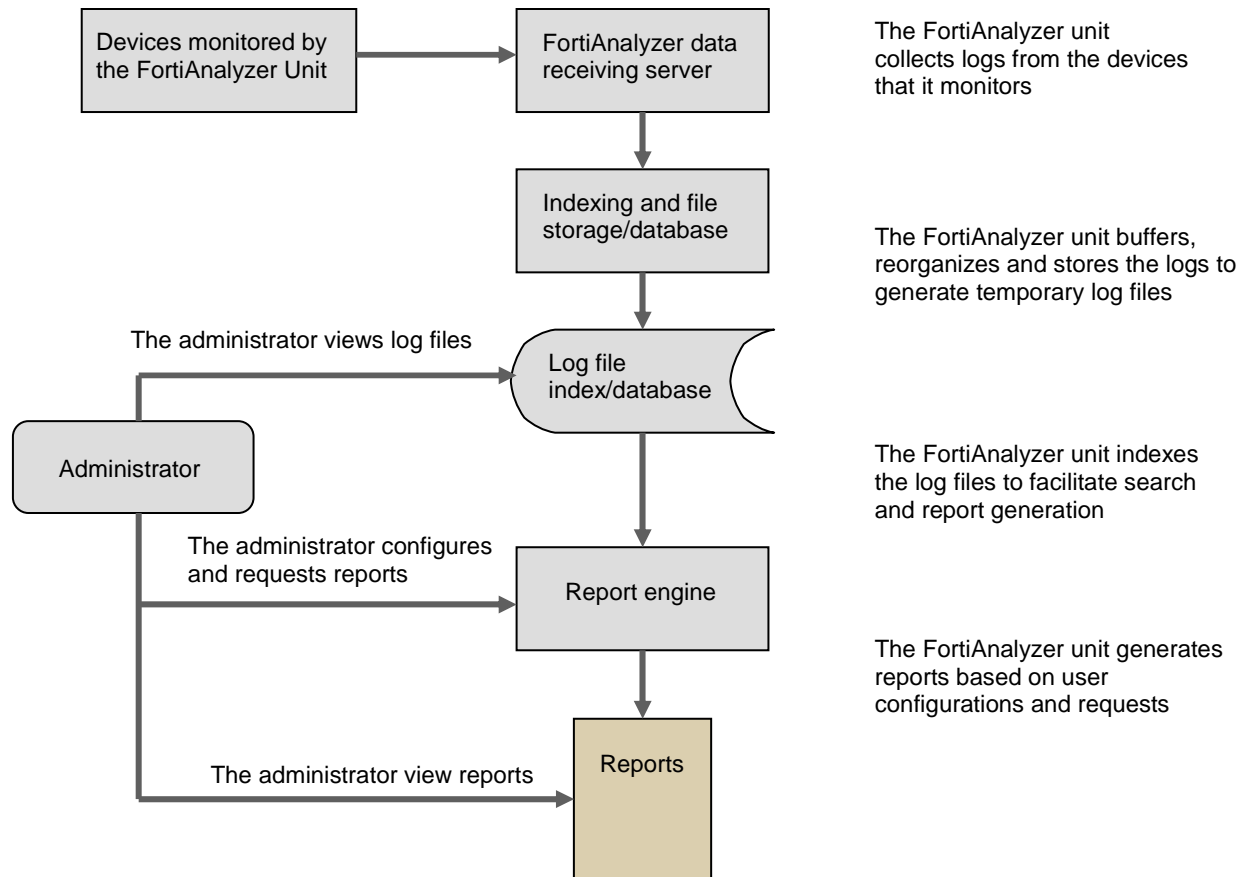 Devices monitored by
the FortiAnalyzer Unit
FortiAnalyzer data
receiving server
The FortiAnalyzer unit
collects logs from the devices
that it monitors
Indexing and file
storage/database
The FortiAnalyzer unit buffers,
reorganizes and stores the logs to
generate temporary log files
The administrator views log files
Log file
index/database
Administrator
The FortiAnalyzer unit indexes
the log files to facilitate search
and report generation
The administrator configures
and requests reports
Report engine
The FortiAnalyzer unit generates
reports based on user
configurations and requests
The administrator view reports
Reports